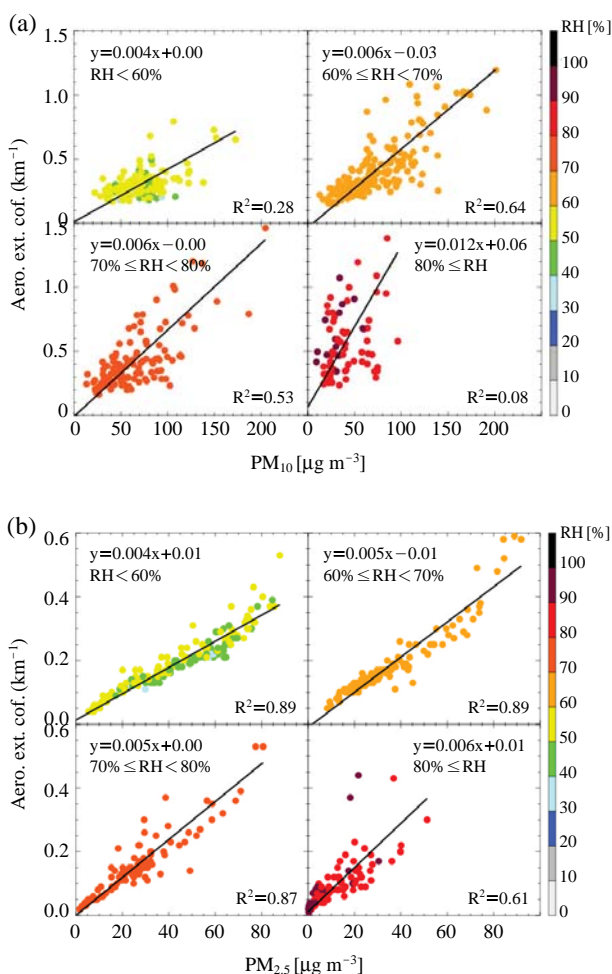 (a)
RH [%]
1.5
y=0.004x+0.00
RH<60%
y=0.006x−0.03
60%≤RH<70%
100
90
1.0
80
70
0.5
60
R²=0.28
R²=0.64
0
50
1.5
y=0.006x−0.00
70%≤RH<80%
y=0.012x+0.06
80%≤RH
40
1.0
30
20
0.5
10
R²=0.53
R²=0.08
0.0
0
Aero. ext. cof. (km⁻¹)
0 50 100 150 200 0 50 100 150 200
PM₁₀ [μg m⁻³]
(b)
RH [%]
0.6
y=0.004x+0.01
RH<60%
y=0.005x−0.01
60%≤RH<70%
100
90
0.4
80
70
0.2
60
R²=0.89
R²=0.89
0.0
50
0.6
y=0.005x+0.00
70%≤RH<80%
y=0.006x+0.01
80%≤RH
40
0.4
30
20
0.2
10
R²=0.87
R²=0.61
0.0
0
Aero. ext. cof. (km⁻¹)
0 20 40 60 80 0 20 40 60 80
PM₂.₅ [μg m⁻³]